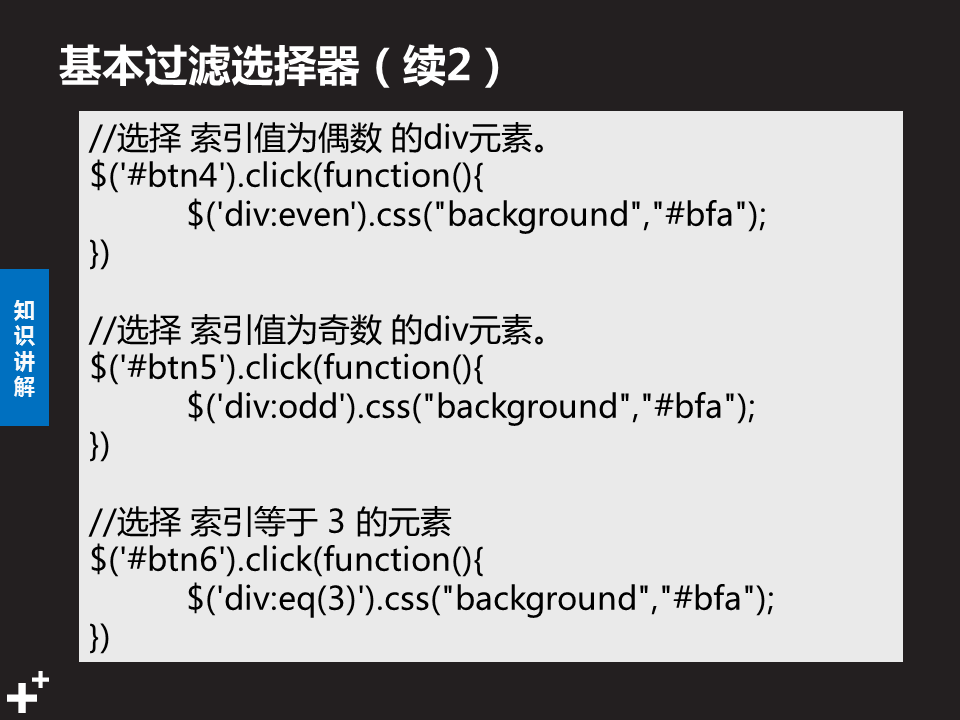 基本过滤选择器（续2）
//选择 索引值为偶数 的div元素。
$('#btn4').click(function(){
$('div:even').css("background","#bfa");
})
//选择 索引值为奇数 的div元素。
$('#btn5').click(function(){
$('div:odd').css("background","#bfa");
})
//选择 索引等于 3 的元素
$('#btn6').click(function(){
$('div:eq(3)').css("background","#bfa");
})
知
识
讲
解